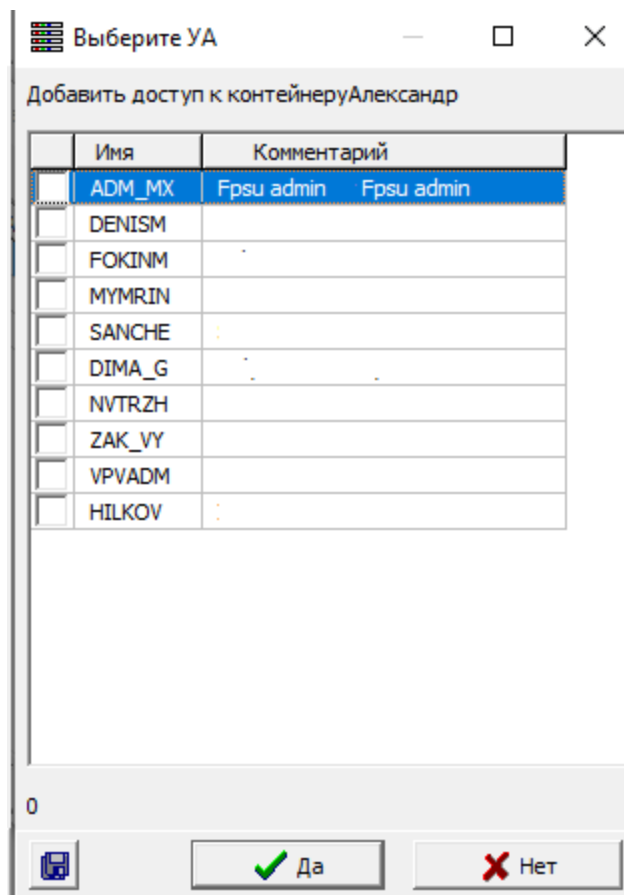 Выберите УА
Добавить доступ к контейнеруАлександр
Имя Комментарий
ADM_MX Fpsu admin Fpsu admin
DENISM
FOKINM
MYMRIN
SANCHE
DIMA_G
NVTRZH
ZAK_VY
VPVADM
HILKOV
0
Да Нет